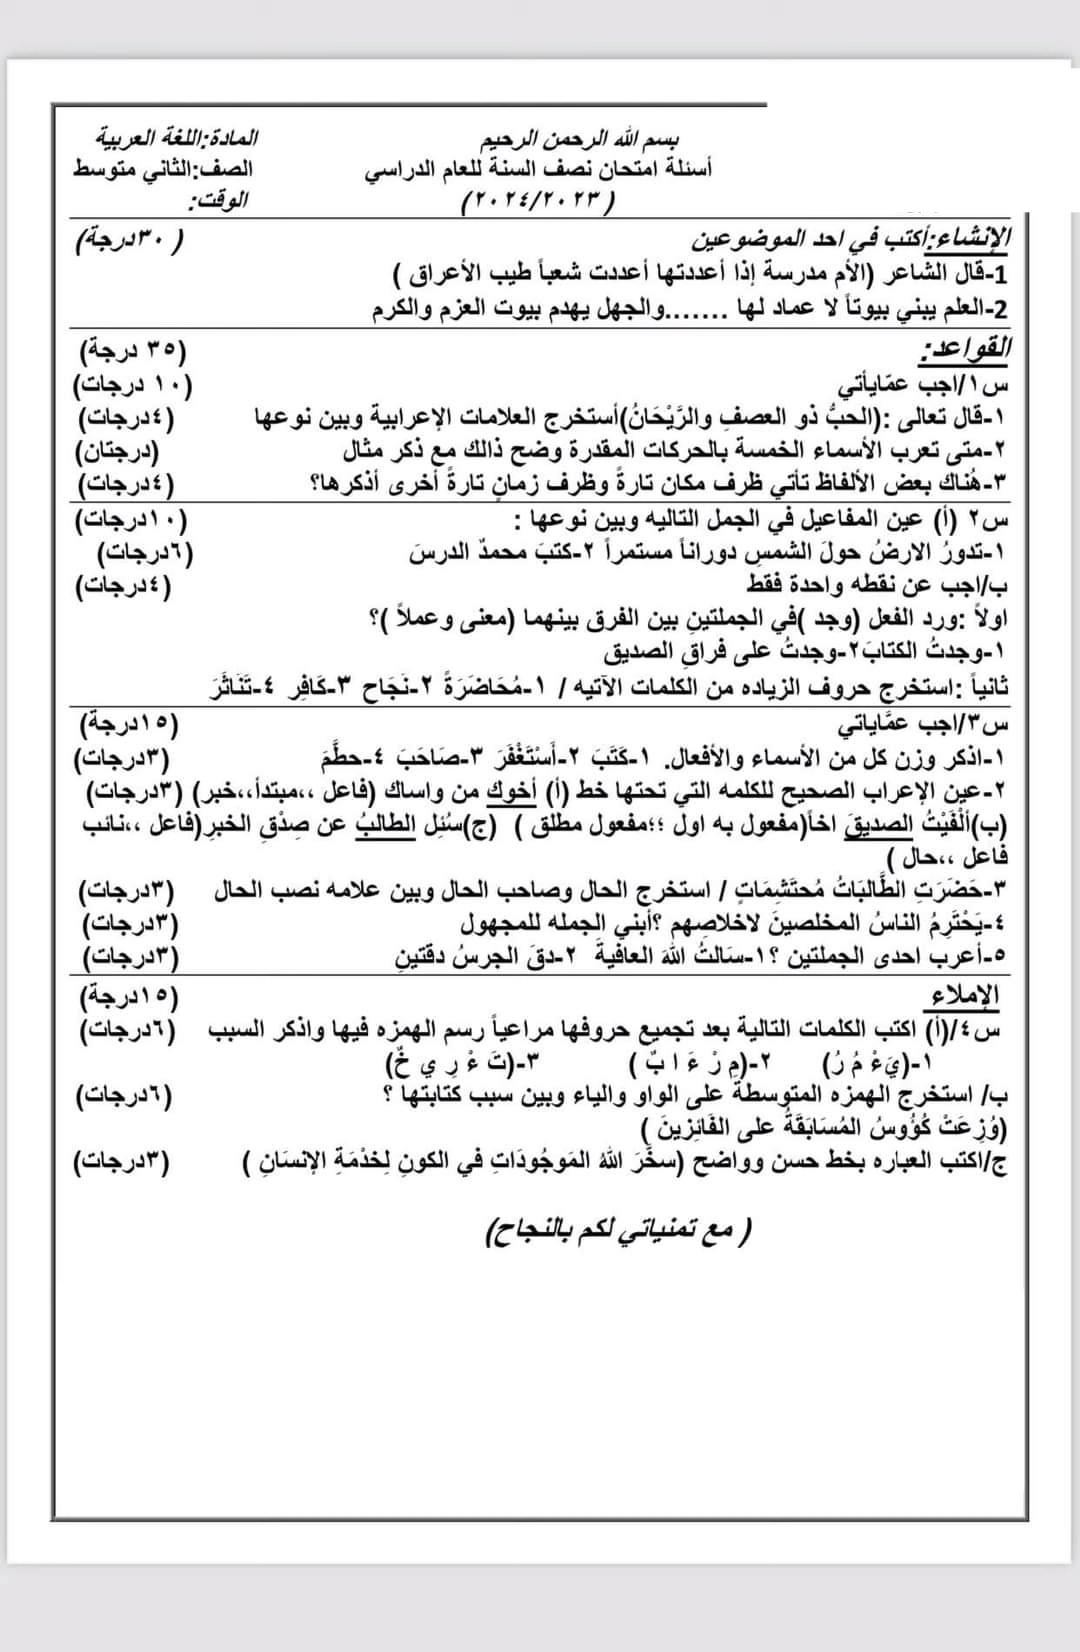 بسم الله الرحمن الرحيم
المادة:اللغة العربية
أسئلة امتحان نصف السنة للعام الدراسي
الصف:الثاني متوسط
(٢٠٢٤/٢٠٢٣)
الوقت:
الإنشاء:أكتب في احد الموضوعين (٣٠درجة)
1-قال الشاعر (الأم مدرسة إذا أعددتها أعددت شعباً طيب الأعراق )
2-العلم يبني بيوتاً لا عماد لها .......والجهل يهدم بيوت العزم والكرم
القواعد: (٣٥ درجة)
س١/اجب عمّايأتي (١٠ درجات)
١-قال تعالى :(الحبُّ ذو العصفِ والرَّيْحَانُ)أستخرج العلامات الإعرابية وبين نوعها (٤درجات)
٢-متى تعرب الأسماء الخمسة بالحركات المقدرة وضح ذالك مع ذكر مثال (درجتان)
٣-هُناك بعض الألفاظ تأتي ظرف مكان تارةً وظرف زمانٍ تارةً أخرى أذكرها؟ (٤درجات)
س٢ (أ) عين المفاعيل في الجمل التاليه وبين نوعها : (١٠درجات)
١-تدورُ الارضُ حولَ الشمسِ دوراناً مستمراً ٢-كتبَ محمدٌ الدرسَ (٦درجات)
ب/اجب عن نقطه واحدة فقط (٤درجات)
اولاً :ورد الفعل (وجد )في الجملتين بين الفرق بينهما (معنى وعملاً )؟
١-وجدتُ الكتابَ٢-وجدتُ على فراقِ الصديق
ثانياً :استخرج حروف الزياده من الكلمات الآتيه / ١-مُحَاضَرَةً ٢-نَجَاح ٣-كَافِر ٤-تَنَاثَرَ
س٣/اجب عمَّاياتي (١٥درجة)
١-اذكر وزن كل من الأسماء والأفعال. ١-كَتَبَ ٢-أَسْتَغْفَرَ ٣-صَاحَبَ ٤-حطَّمَ (٣درجات)
٢-عين الإعراب الصحيح للكلمه التي تحتها خط (أ) أخوك من واساك (فاعل ،،مبتدأ،،خبر) (٣درجات)
(ب)ألْفَيْتُ الصديقَ اخاً(مفعول به اول ؛؛مفعول مطلق ) (ج)سُئِل الطالبُ عن صِدْقِ الخبرِ(فاعل ،،نائب
فاعل ،،حال )
٣-حَضَرَتِ الطَّالبَاتُ مُحتَشِمَاتٍ / استخرج الحال وصاحب الحال وبين علامه نصب الحال (٣درجات)
٤-يَحْتَرِمُ الناسُ المخلصينَ لاخلاصِهم ؟أبني الجمله للمجهول (٣درجات)
٥-أعرب احدى الجملتين ؟١-سَالتُ اللهَ العافيةَ ٢-دقَ الجرسُ دقتينِ (٣درجات)
الإملاء (١٥درجة)
س٤/(أ) اكتب الكلمات التالية بعد تجميع حروفها مراعياً رسم الهمزه فيها واذكر السبب (٦درجات)
١-(يَ ءْ مُ رُ) ٢-(مِ رْ ءَ ا بٌ ) ٣-(تَ ءْ رِ ي خٌ)
ب/ استخرج الهمزه المتوسطة على الواو والياء وبين سبب كتابتها ؟ (٦درجات)
(وُزِعَتْ كُؤُوسُ المُسَابَقَةُ على الفَائِزينَ )
ج/اكتب العباره بخط حسن وواضح (سخَّرَ اللهُ المَوجُودَاتِ في الكونِ لِخدْمَةِ الإنسَانِ ) (٣درجات)
( مع تمنياتي لكم بالنجاح)